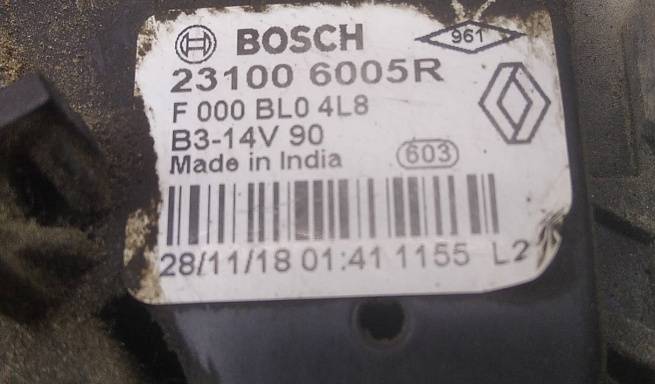 BOSCH
961
23100 6005R
F 000 BL0 4L8
B3-14V 90
Made in India
603
28/11/18 01:41 1155 L2